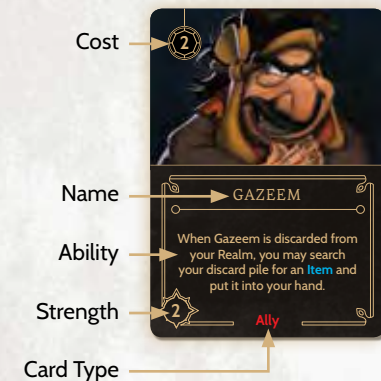 Cost
2
Name
GAZEEM
Ability
When Gazeem is discarded from
your Realm, you may search
your discard pile for an Item and
put it into your hand.
Strength
2
Ally
Card Type